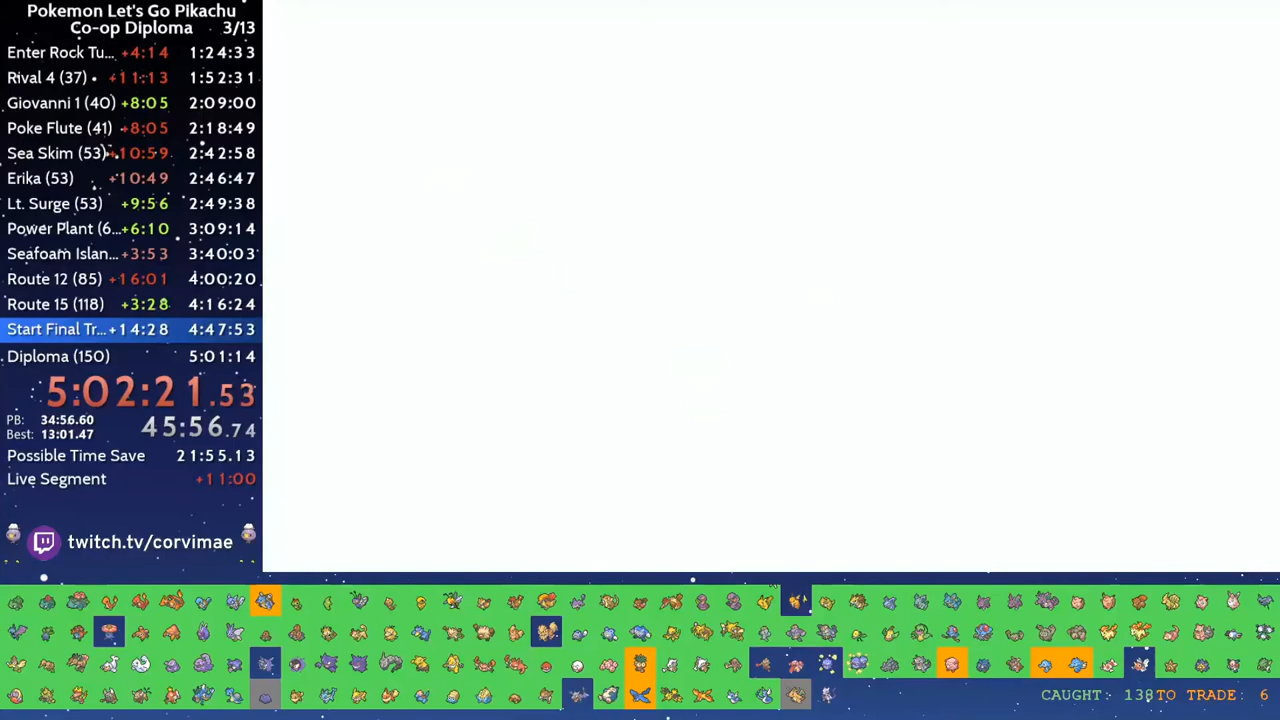 Pokemon Let's Go Pikachu
Co-op Diploma 3/13
Enter Rock Tu... +4:14 1:24:33
Rival 4 (37) +11:13 1:52:31
Giovanni 1 (40) +8:05 2:09:00
Poke Flute (41) +8:05 2:18:49
Sea Skim (53) +10:59 2:42:58
Erika (53) +10:49 2:46:47
Lt. Surge (53) +9:56 2:49:38
Power Plant (6... +6:10 3:09:14
Seafoam Islan... +3:53 3:40:03
Route 12 (85) +16:01 4:00:20
Route 15 (118) +3:28 4:16:24
Start Final Tr... +14:28 4:47:53
Diploma (150) 5:01:14
5:02:21.53
PB: 34:56.60 45:56.74
Best: 13:01.47
Possible Time Save 21:55.13
Live Segment +11:00
twitch.tv/corvimae
CAUGHT: 138 TO TRADE: 6